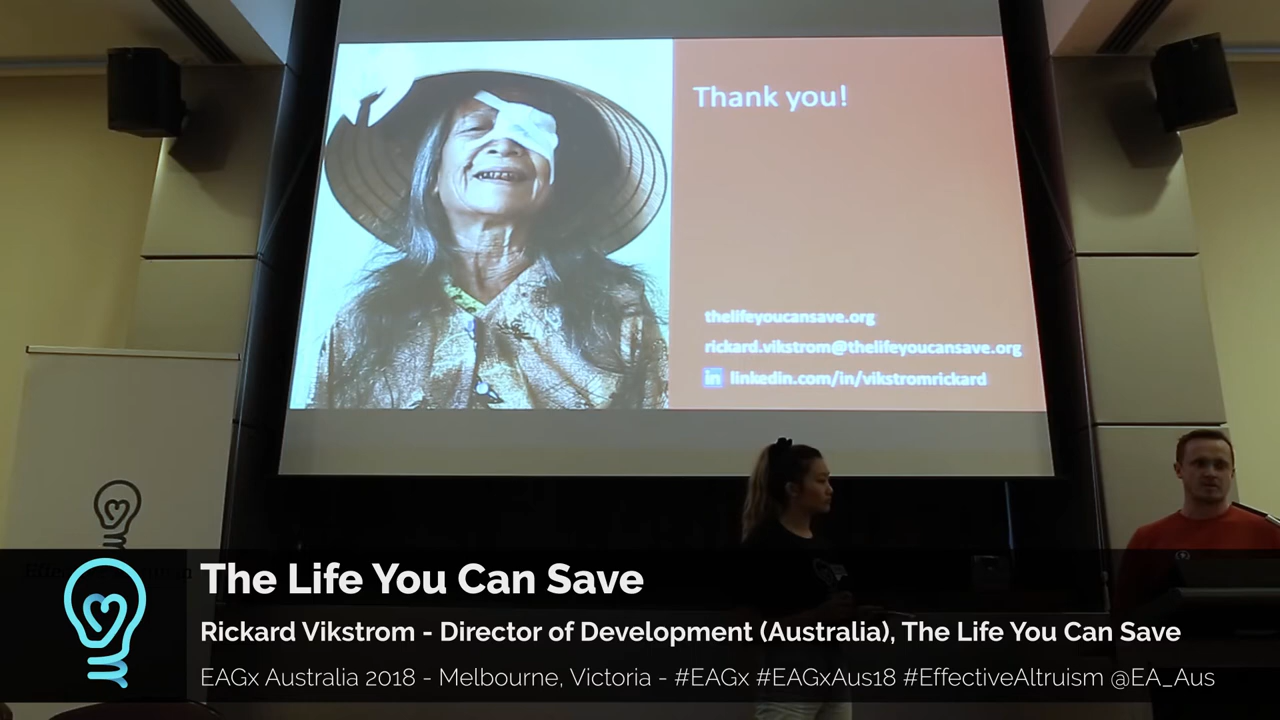 Thank you!
thelifeyoucansave.org
rickard.vikstrom@thelifeyoucansave.org
in linkedin.com/in/vikstromrickard
The Life You Can Save
Rickard Vikstrom - Director of Development (Australia), The Life You Can Save
EAGx Australia 2018 - Melbourne, Victoria - #EAGx #EAGxAus18 #EffectiveAltruism @EA_Aus